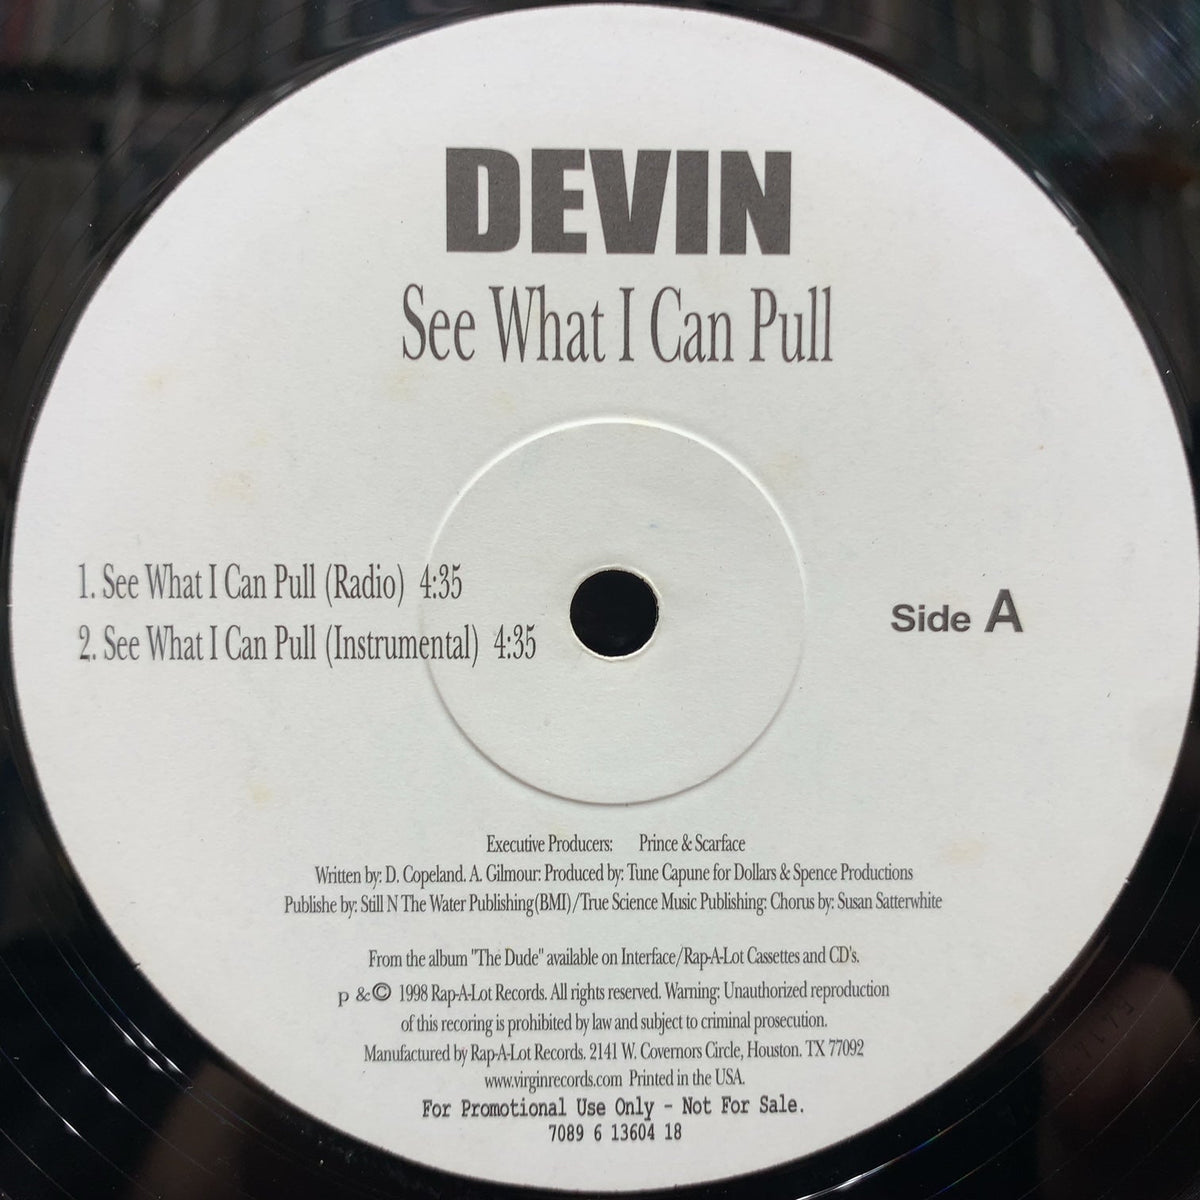 DEVIN
See What I Can Pull
1. See What I Can Pull (Radio) 4:35
2. See What I Can Pull (Instrumental) 4:35
Side A
Executive Producers: Prince & Scarface
Written by: D. Copeland. A. Gilmour: Produced by: Tune Capune for Dollars & Spence Productions
Publishe by: Still N The Water Publishing(BMI)/True Science Music Publishing: Chorus by: Susan Satterwhite
From the album "The Dude" available on Interface/Rap-A-Lot Cassettes and CD's.
p &© 1998 Rap-A-Lot Records. All rights reserved. Warning: Unauthorized reproduction
of this recoring is prohibited by law and subject to criminal prosecution.
Manufactured by Rap-A-Lot Records. 2141 W. Covernors Circle, Houston. TX 77092
www.virginrecords.com Printed in the USA.
For Promotional Use Only - Not For Sale.
7089 6 13604 18